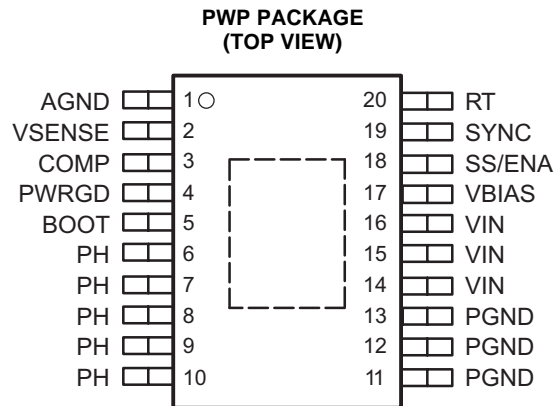 PWP PACKAGE
(TOP VIEW)
AGND 1 20 RT
VSENSE 2 19 SYNC
COMP 3 18 SS/ENA
PWRGD 4 17 VBIAS
BOOT 5 16 VIN
PH 6 15 VIN
PH 7 14 VIN
PH 8 13 PGND
PH 9 12 PGND
PH 10 11 PGND